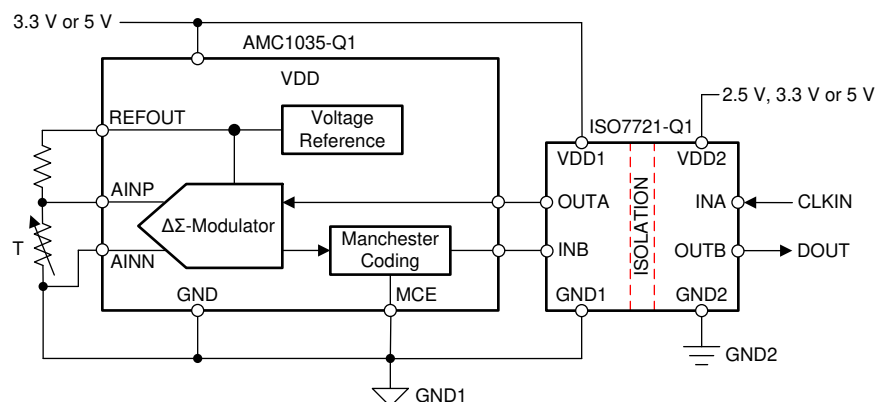 3.3 V or 5 V
AMC1035-Q1
VDD
2.5 V, 3.3 V or 5 V
REFOUT
Voltage
Reference
ISO7721-Q1
VDD1
VDD2
AINP
OUTA
INA
CLKIN
ΔΣ-Modulator
ISOLATION
T
AINN
Manchester
Coding
INB
OUTB
DOUT
GND
MCE
GND1
GND2
GND2
GND1